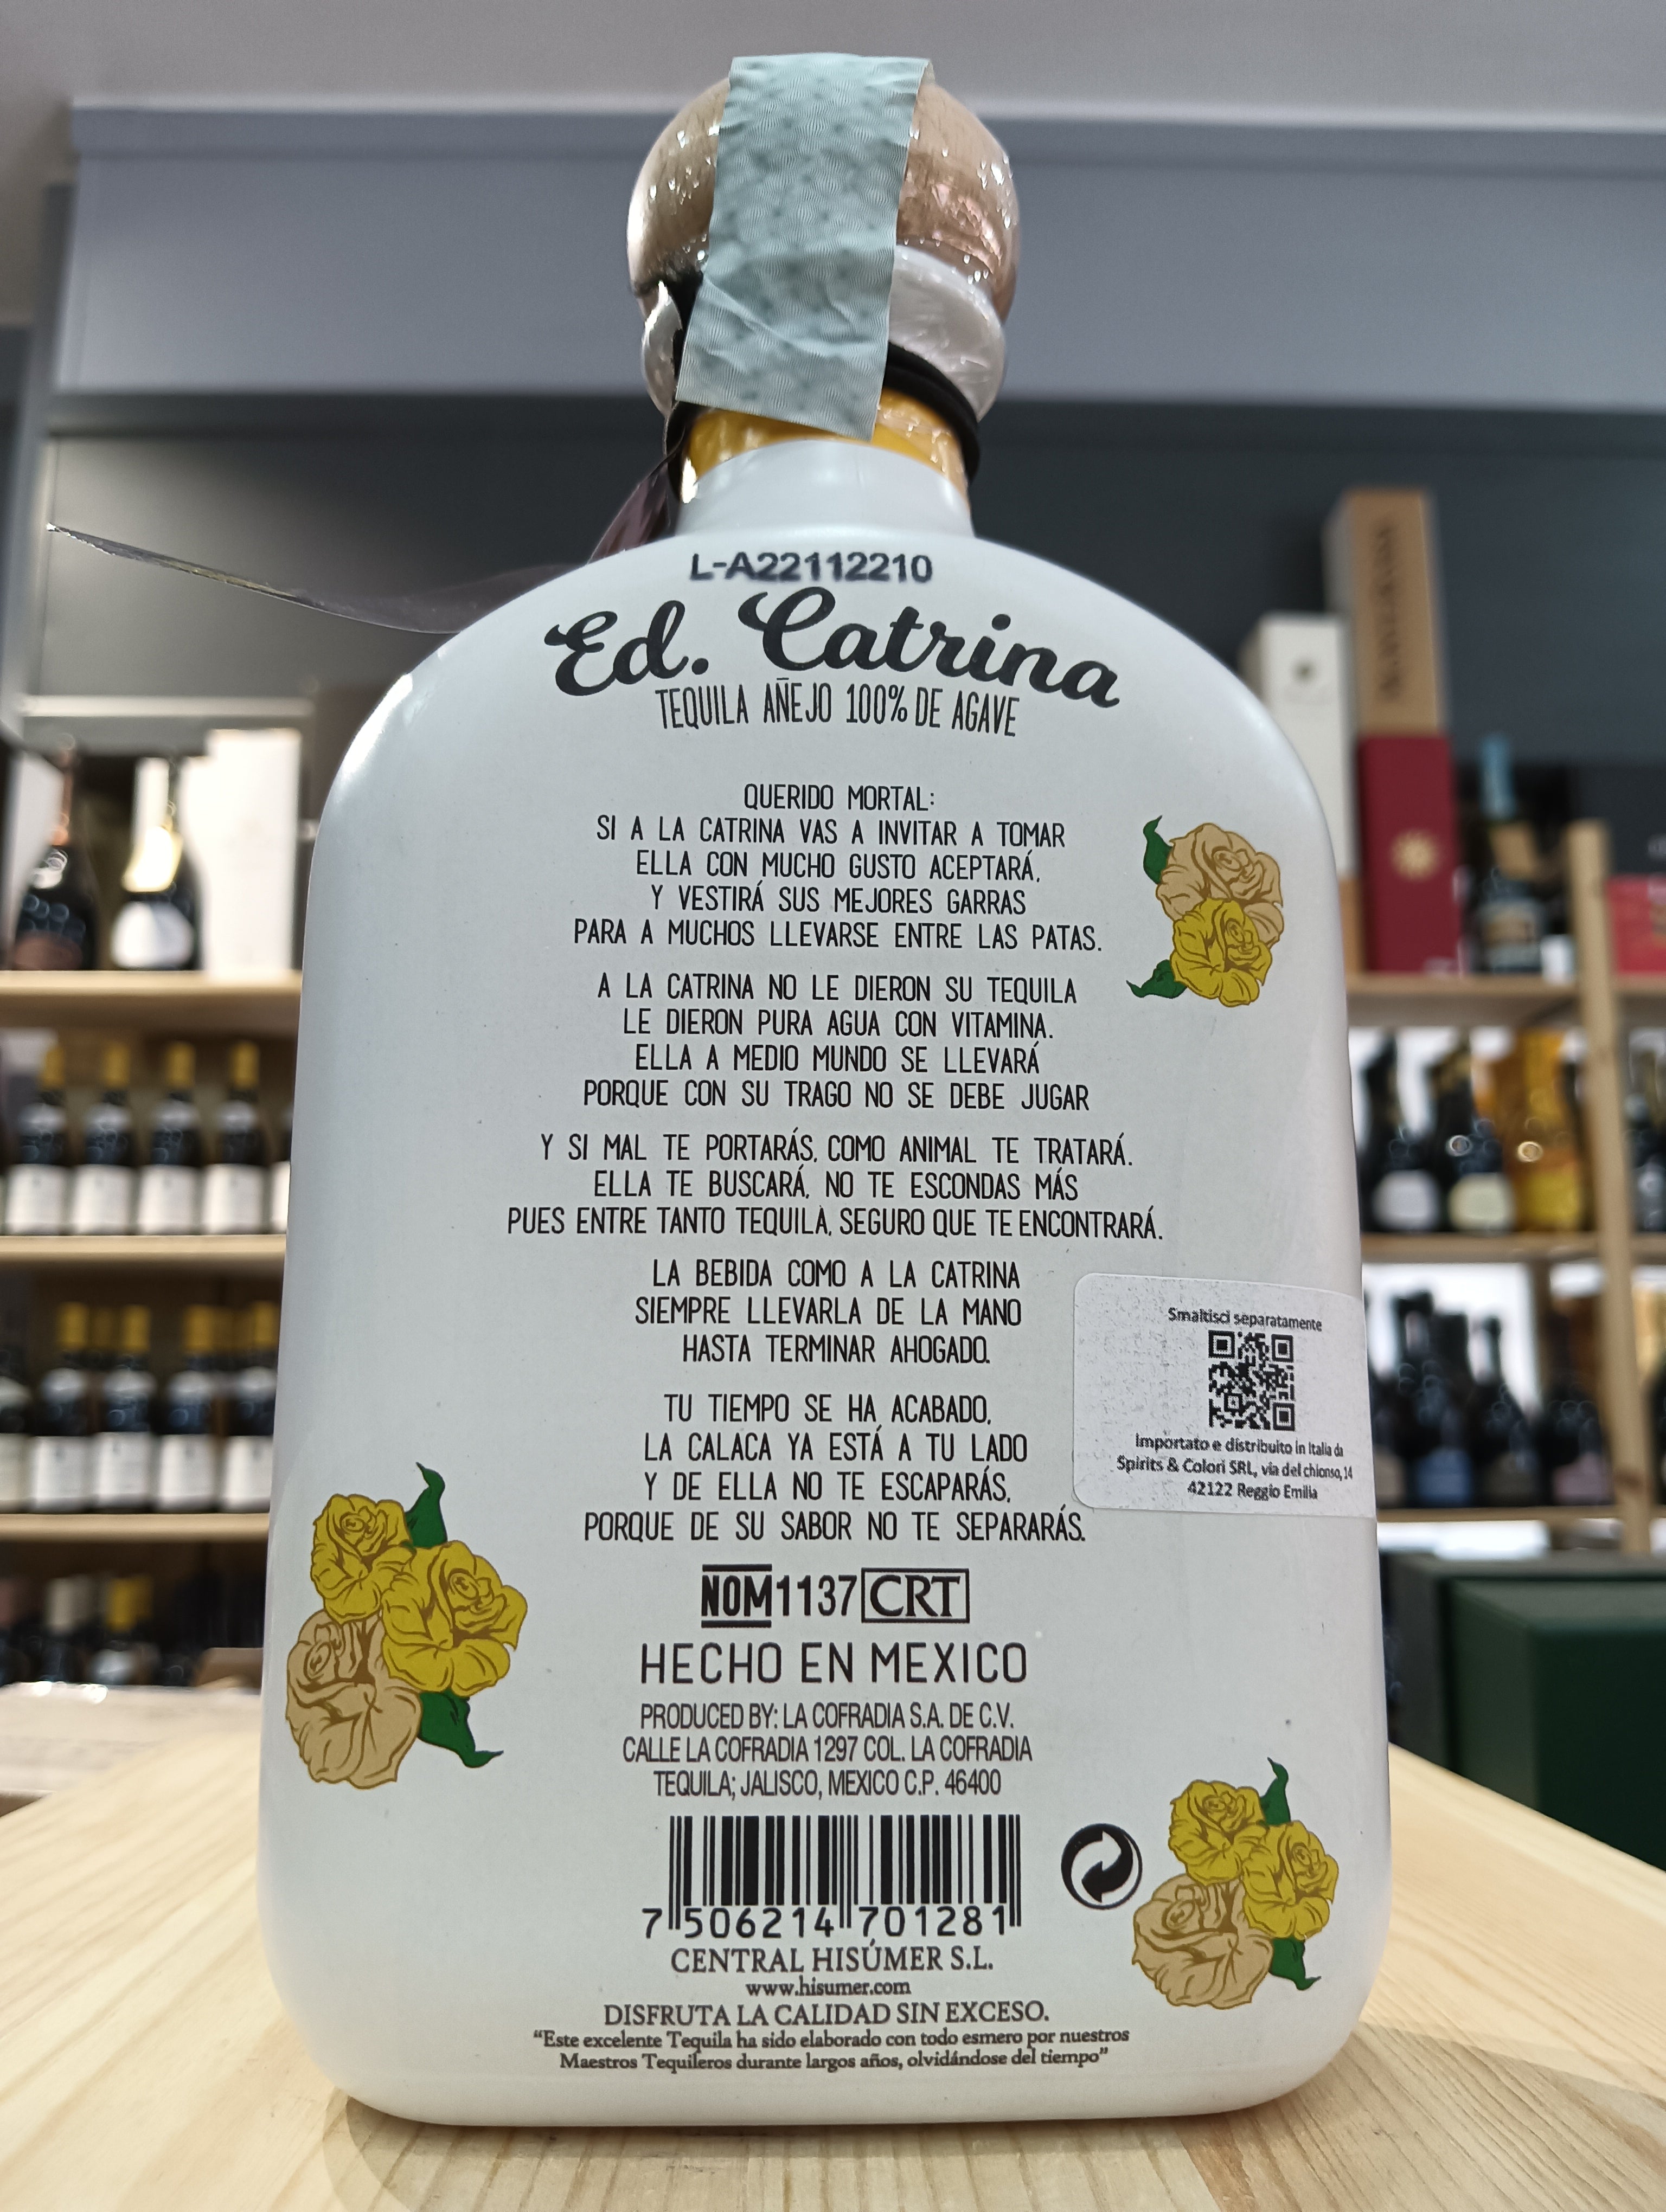 L-A22112210
Ed. Catrina
TEQUILA AÑEJO 100% DE AGAVE
QUERIDO MORTAL:
SI A LA CATRINA VAS A INVITAR A TOMAR
ELLA CON MUCHO GUSTO ACEPTARÁ,
Y VESTIRÁ SUS MEJORES GARRAS
PARA A MUCHOS LLEVARSE ENTRE LAS PATAS.
A LA CATRINA NO LE DIERON SU TEQUILA
LE DIERON PURA AGUA CON VITAMINA.
ELLA A MEDIO MUNDO SE LLEVARÁ
PORQUE CON SU TRAGO NO SE DEBE JUGAR
Y SI MAL TE PORTARÁS, COMO ANIMAL TE TRATARÁ.
ELLA TE BUSCARÁ, NO TE ESCONDAS MÁS
PUES ENTRE TANTO TEQUILA, SEGURO QUE TE ENCONTRARÁ.
LA BEBIDA COMO A LA CATRINA
SIEMPRE LLEVARLA DE LA MANO
HASTA TERMINAR AHOGADO.
TU TIEMPO SE HA ACABADO,
LA CALACA YA ESTÁ A TU LADO
Y DE ELLA NO TE ESCAPARÁS,
PORQUE DE SU SABOR NO TE SEPARARÁS.
Smaltisci separatamente
Importato e distribuito in Italia da
Spirits & Colori SRL, via del chionso, 14
42122 Reggio Emilia
NOM 1137 CRT
HECHO EN MEXICO
PRODUCED BY: LA COFRADIA S.A. DE C.V.
CALLE LA COFRADIA 1297 COL. LA COFRADIA
TEQUILA; JALISCO, MEXICO C.P. 46400
7 506214 701281
CENTRAL HISÚMER S.L.
www.hisumer.com
DISFRUTA LA CALIDAD SIN EXCESO.
"Este excelente Tequila ha sido elaborado con todo esmero por nuestros
Maestros Tequileros durante largos años, olvidándose del tiempo"